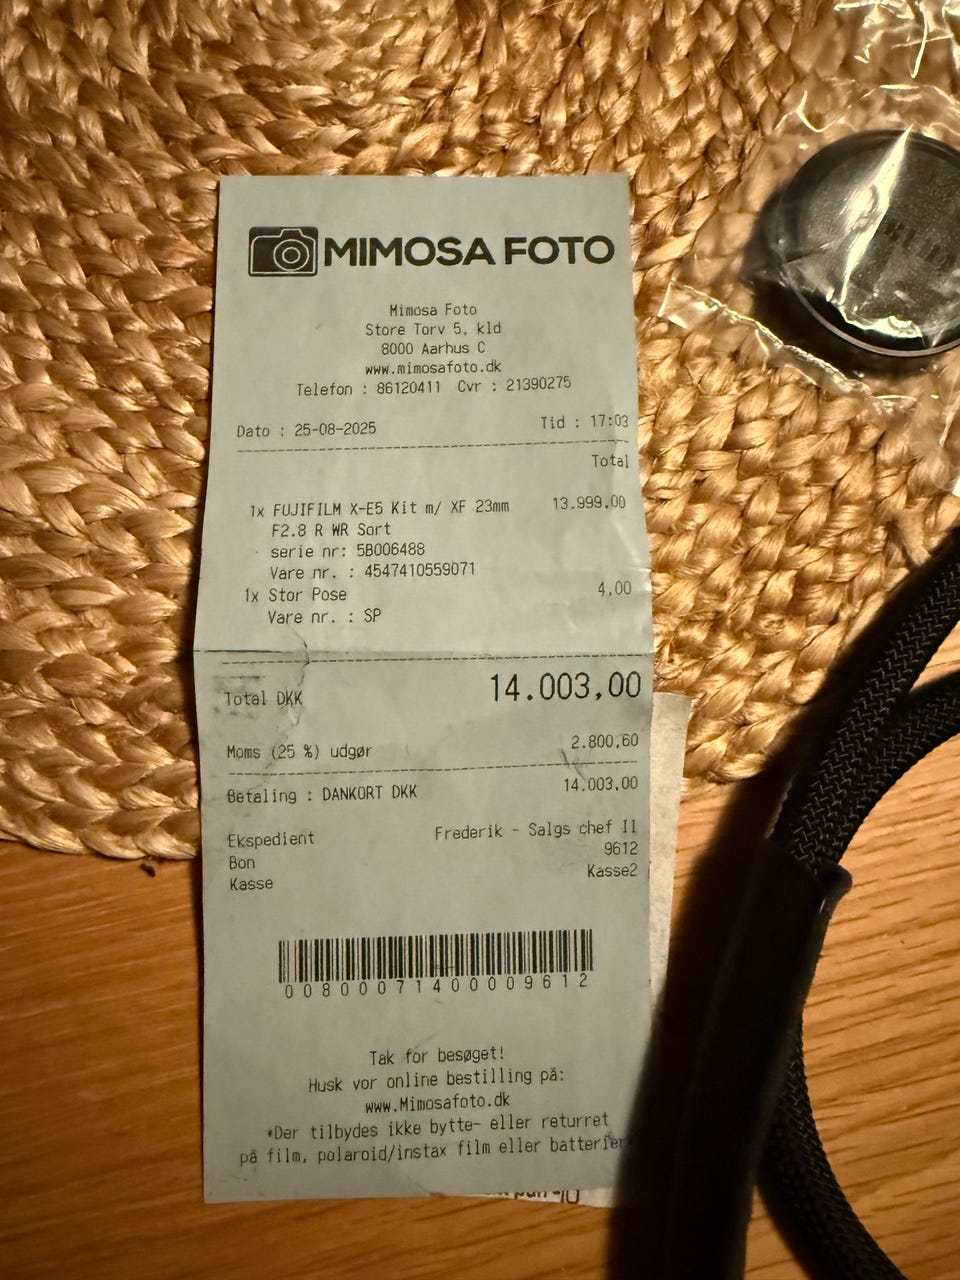 MIMOSA FOTO
Mimosa Foto
Store Torv 5, kld
8000 Aarhus C
www.mimosafoto.dk
Telefon : 86120411 Cvr : 21390275
Dato : 25-08-2025 Tid : 17:03
Total
1x FUJIFILM X-E5 Kit m/ XF 23mm 13.999,00
F2.8 R WR Sort
serie nr: 5B006488
Vare nr. : 4547410559071
1x Stor Pose 4,00
Vare nr. : SP
Total DKK 14.003,00
Moms (25 %) udgør 2.800,60
Betaling : DANKORT DKK 14.003,00
Ekspedient Frederik - Salgs chef II
Bon 9612
Kasse Kasse2
00800071400009612
Tak for besøget!
Husk vor online bestilling på:
www.Mimosafoto.dk
*Der tilbydes ikke bytte- eller returret
på film, polaroid/instax film eller batterier